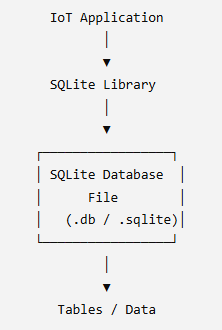 IoT Application
SQLite Library
SQLite Database
File
(.db / .sqlite)
Tables / Data